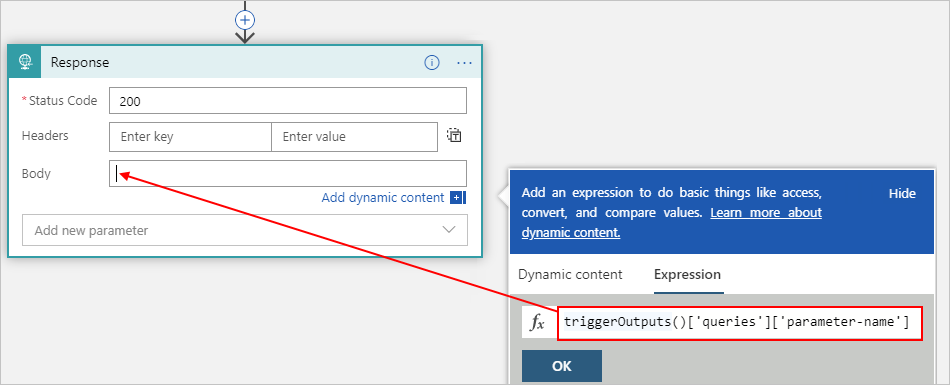 Response
* Status Code 200
Headers Enter key Enter value
Body
Add dynamic content
Add new parameter
Add an expression to do basic things like access,
convert, and compare values. Learn more about
dynamic content.
Hide
Dynamic content Expression
fx triggerOutputs()['queries']['parameter-name']
OK